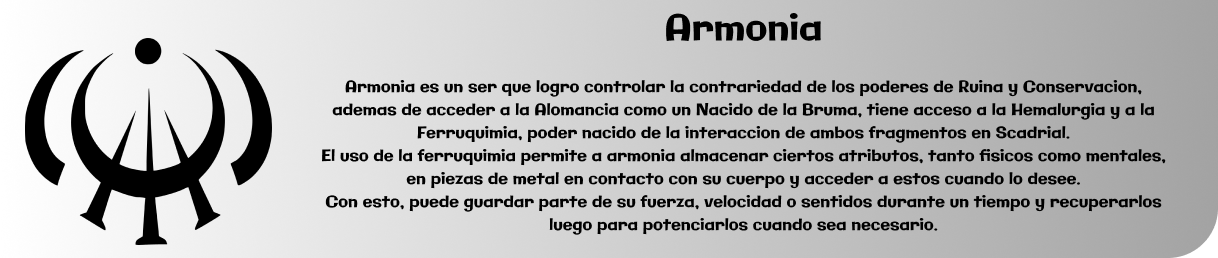 Armonia
Armonia es un ser que logro controlar la contrariedad de los poderes de Ruina y Conservacion,
ademas de acceder a la Alomancia como un Nacido de la Bruma, tiene acceso a la Hemalurgia y a la
Ferruquimia, poder nacido de la interaccion de ambos fragmentos en Scadrial.
El uso de la ferruquimia permite a armonia almacenar ciertos atributos, tanto fisicos como mentales,
en piezas de metal en contacto con su cuerpo y acceder a estos cuando lo desee.
Con esto, puede guardar parte de su fuerza, velocidad o sentidos durante un tiempo y recuperarlos
luego para potenciarlos cuando sea necesario.